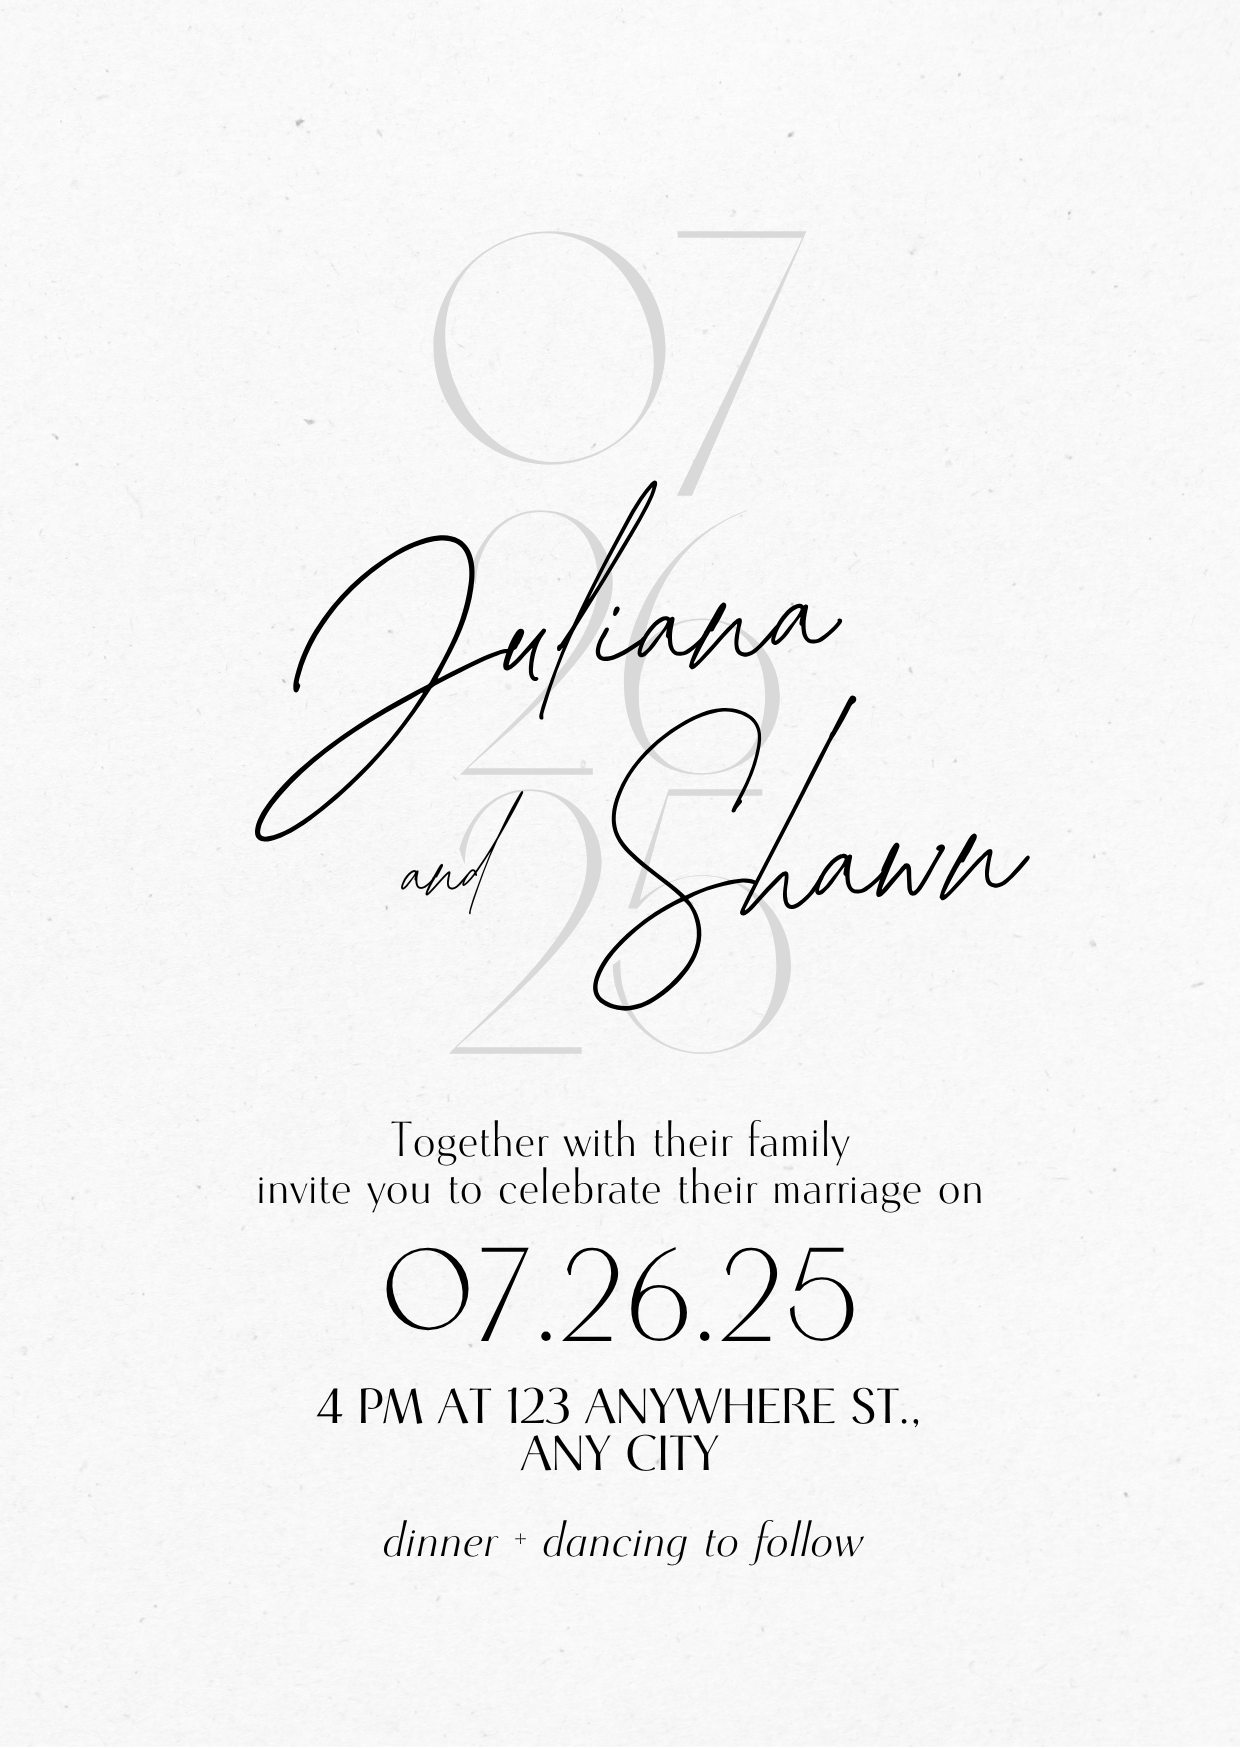 07
26
25
Juliana
and Shawn
Together with their family
invite you to celebrate their marriage on
07.26.25
4 PM AT 123 ANYWHERE ST.,
ANY CITY
dinner + dancing to follow